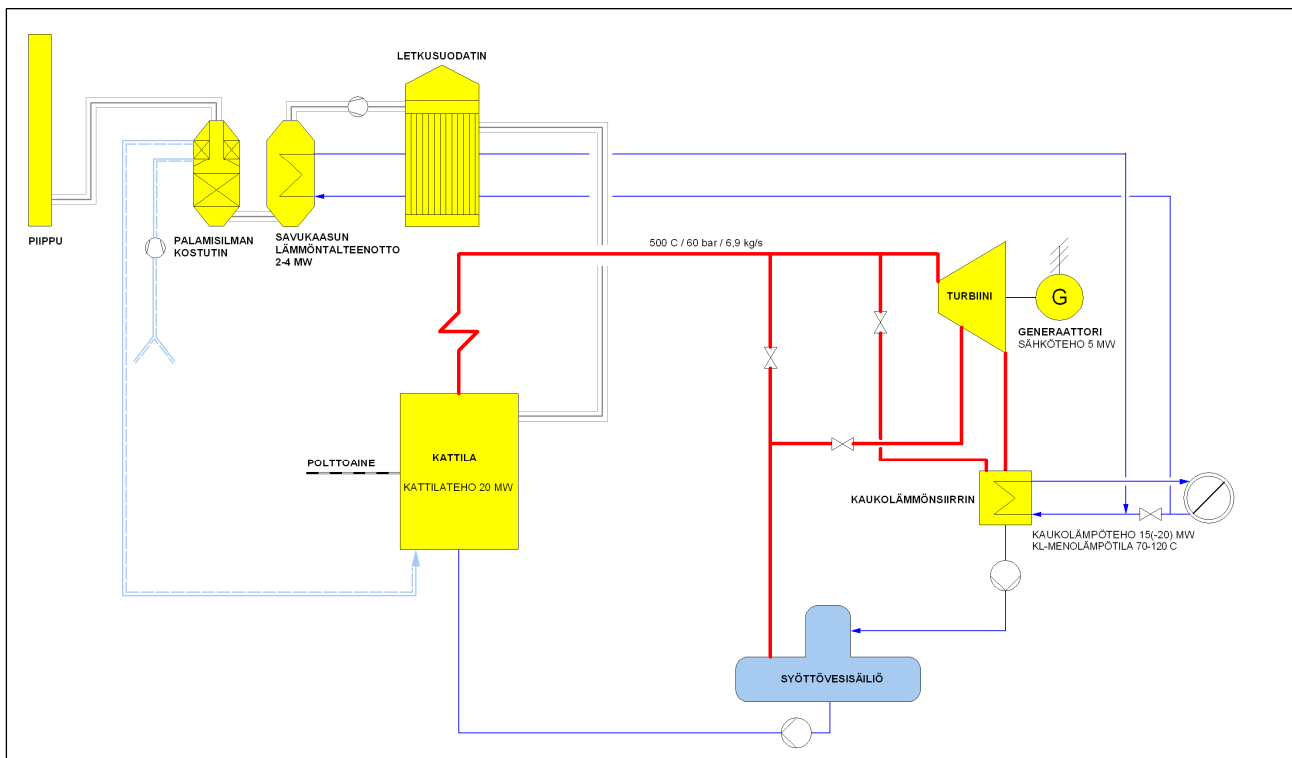 LETKUSUODATIN
PIIPPU
PALAMISILMAN
KOSTUTIN
SAVUKAASUN
LÄMMÖNTALTEENOTTO
2-4 MW
500 C / 60 bar / 6,9 kg/s
TURBIINI
G
GENERAATTORI
SÄHKÖTEHO 5 MW
POLTTOAINE
KATTILA
KATTILATEHO 20 MW
KAUKOLÄMMÖNSIIRRIN
KAUKOLÄMPÖTEHO 15(-20) MW
KL-MENOLÄMPÖTILA 70-120 C
SYÖTTÖVESISÄILIÖ